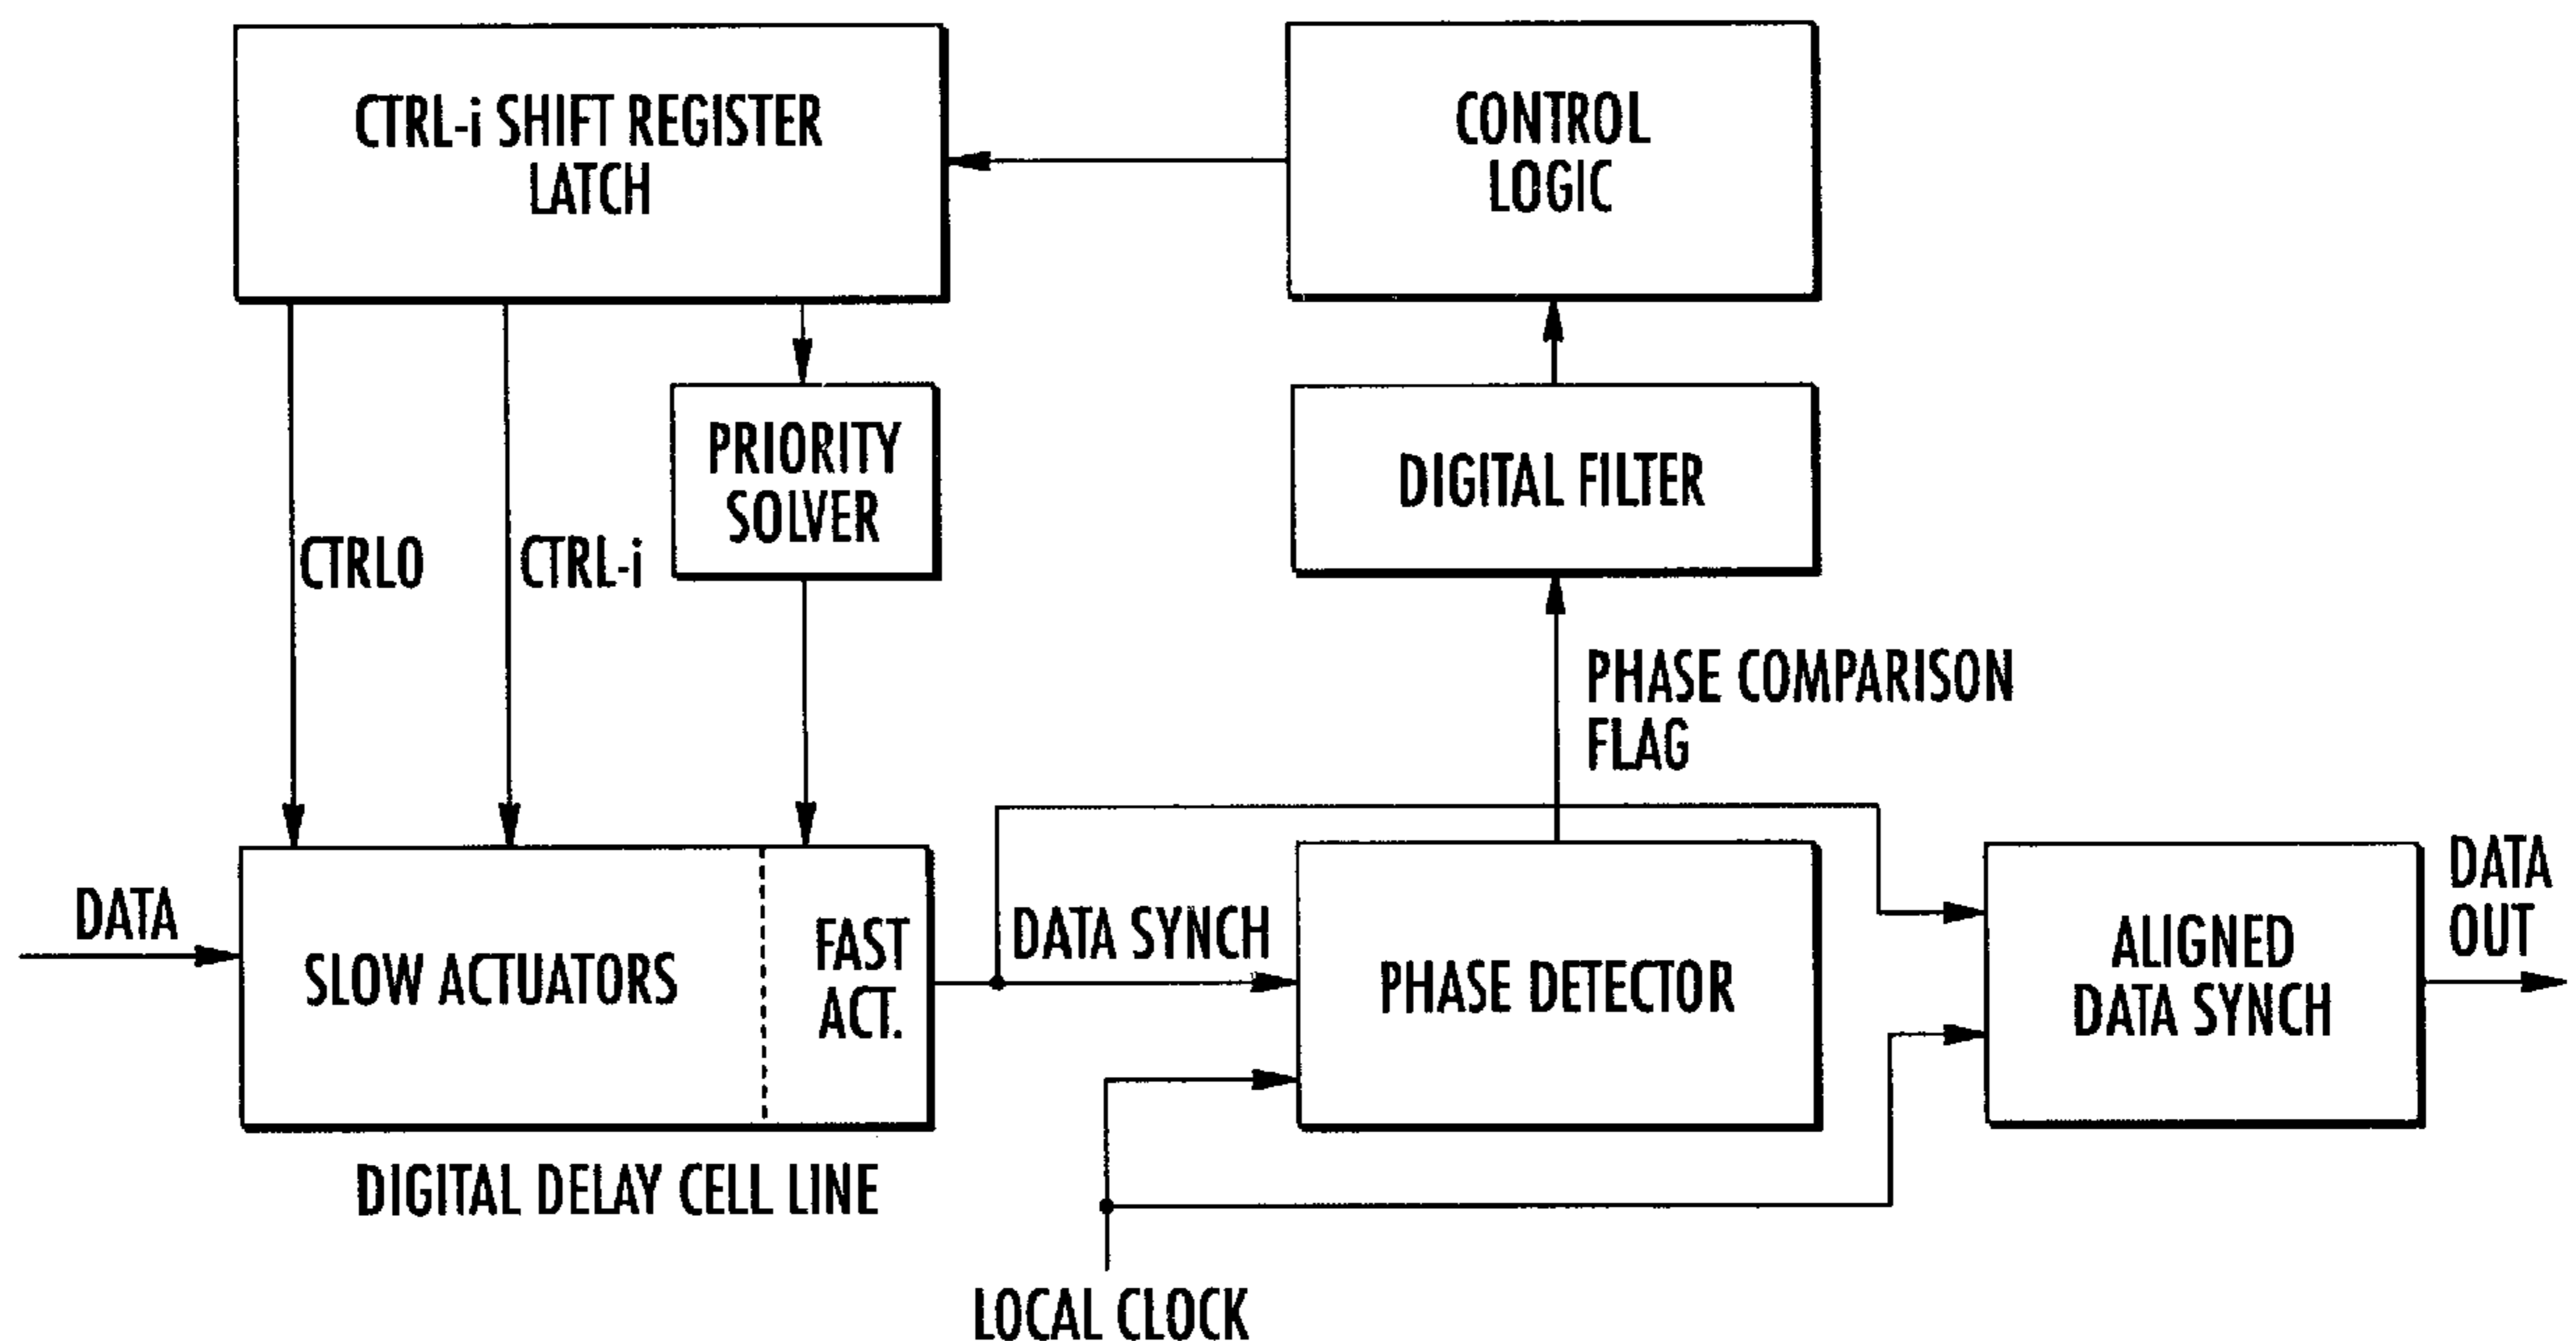 CTRL-i SHIFT REGISTER
LATCH
CONTROL
LOGIC
PRIORITY
SOLVER
DIGITAL FILTER
CTRL0
CTRL-i
PHASE COMPARISON
FLAG
DATA
SLOW ACTUATORS
FAST
ACT.
DATA SYNCH
PHASE DETECTOR
ALIGNED
DATA SYNCH
DATA
OUT
DIGITAL DELAY CELL LINE
LOCAL CLOCK